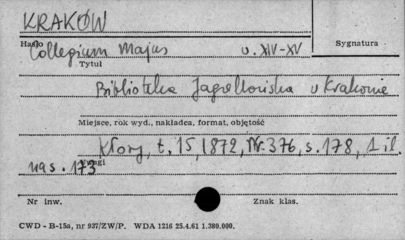 KRAKÓW
Hasło Collegium Majus w. XIV-XV Sygnatura
Tytuł
Biblioteka Jagiellońska w Krakowie
Miejsce, rok wyd., nakładca, format, objętość
Kłosy, t. 15, 1872, Nr. 376, s. 178, 1 il.
na s. 173
Uwagi
Nr inw. Znak klas.
CWD - B-15a, nr 937/ZW/P. WDA 1216 25.4.61 1.380.000.